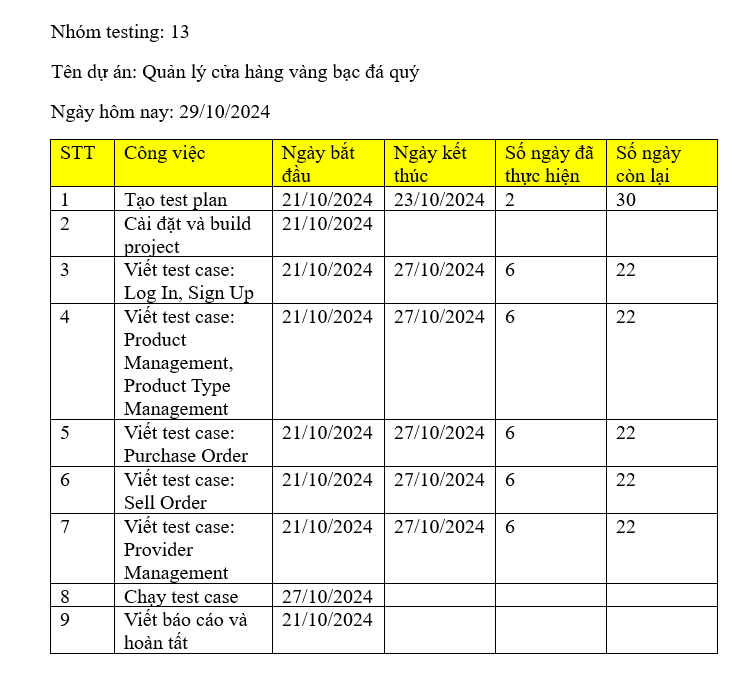 Nhóm testing: 13
Tên dự án: Quản lý cửa hàng vàng bạc đá quý
Ngày hôm nay: 29/10/2024
STT Công việc Ngày bắt đầu Ngày kết thúc Số ngày đã thực hiện Số ngày còn lại
1 Tạo test plan 21/10/2024 23/10/2024 2 30
2 Cài đặt và build project 21/10/2024
3 Viết test case: Log In, Sign Up 21/10/2024 27/10/2024 6 22
4 Viết test case: Product Management, Product Type Management 21/10/2024 27/10/2024 6 22
5 Viết test case: Purchase Order 21/10/2024 27/10/2024 6 22
6 Viết test case: Sell Order 21/10/2024 27/10/2024 6 22
7 Viết test case: Provider Management 21/10/2024 27/10/2024 6 22
8 Chạy test case 27/10/2024
9 Viết báo cáo và hoàn tất 21/10/2024